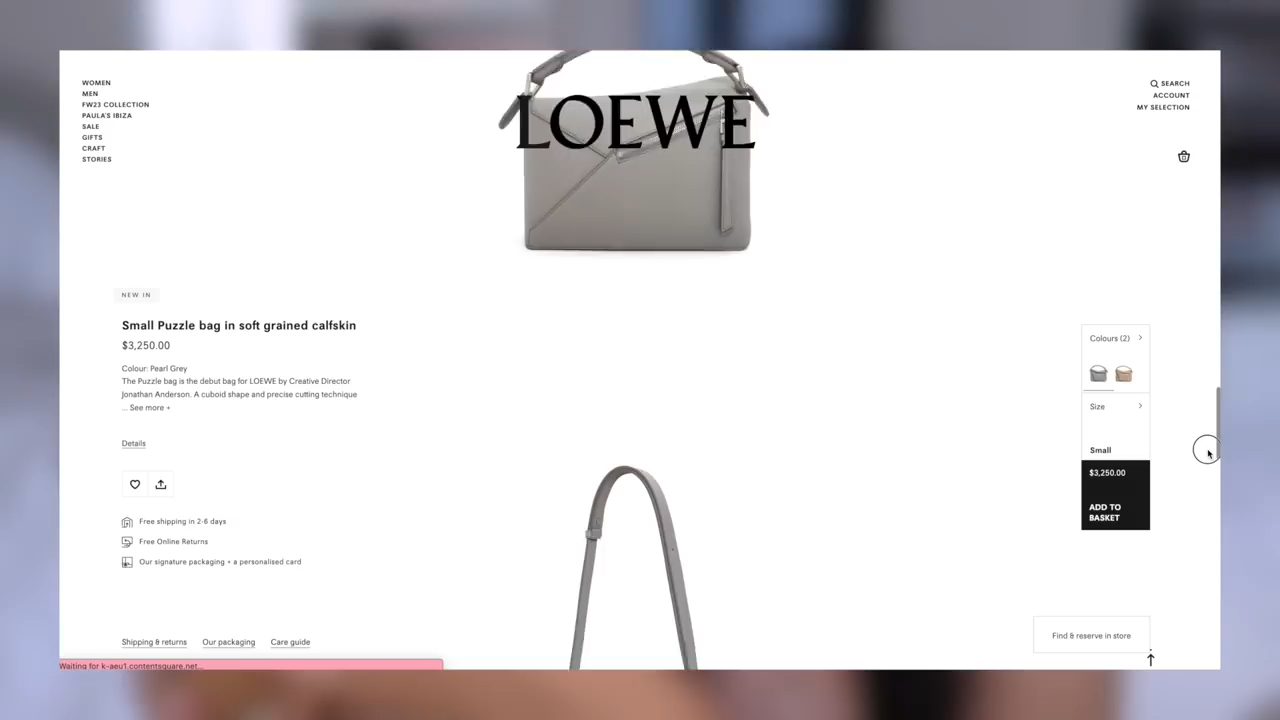 WOMEN
MEN
FW23 COLLECTION
PAULA'S IBIZA
SALE
GIFTS
CRAFT
STORIES
LOEWE
SEARCH
ACCOUNT
MY SELECTION
NEW IN
Small Puzzle bag in soft grained calfskin
$3,250.00
Colour: Pearl Grey
The Puzzle bag is the debut bag for LOEWE by Creative Director
Jonathan Anderson. A cuboid shape and precise cutting technique
... See more +
Details
Free shipping in 2-6 days
Free Online Returns
Our signature packaging + a personalised card
Shipping & returns Our packaging Care guide
Colours (2)
Size
Small
$3,250.00
ADD TO
BASKET
Find & reserve in store
Waiting for k-aeu1.contentsquare.net...